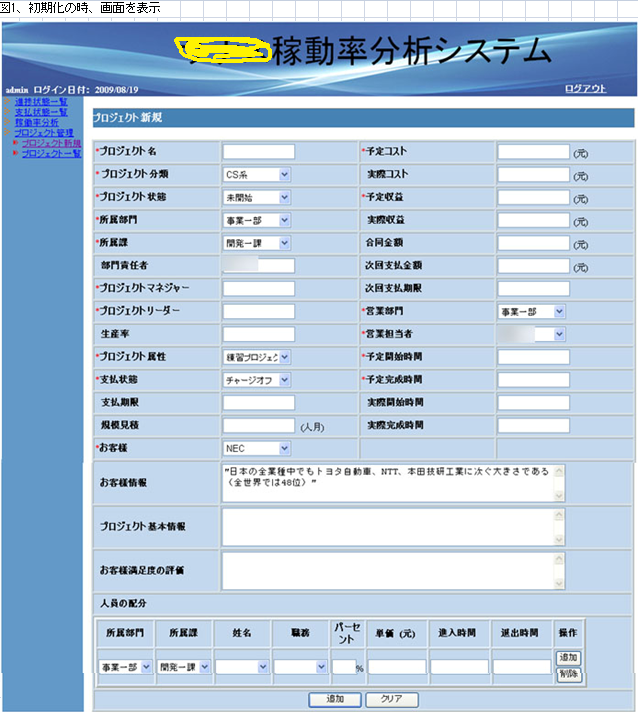 図1、初期化の時、画面を表示
稼動率分析システム
admin ログイン日付: 2009/08/19
ログアウト
進捗状態一覧
支払状態一覧
稼敷率分析
プロジェクト管理
プロジェクト新規
プロジェクト一覧
プロジェクト新規
*プロジェクト名 *予定コスト (元)
*プロジェクト分類 CS系 実際コスト (元)
*プロジェクト状態 未開始 *予定収益 (元)
*所属部門 事業一部 実際収益 (元)
*所属課 開発一課 合同金額 (元)
部門責任者 次回支払金額 (元)
*プロジェクトマネジャー 次回支払期限
*プロジェクトリーダー *営業部門 事業一部
生産率 *営業担当者
*プロジェクト属性 練習プロジェク *予定開始時間
*支払状態 チャージオフ *予定完成時間
支払期限 実際開始時間
規模見積 (人月) 実際完成時間
*お客様 NEC
お客様情報
"日本の全業種中でもトヨタ自動車、NTT、本田技研工業に次ぐ大きさである
(全世界では48位)"
プロジェクト基本情報
お客様満足度の評価
人員の配分
所属部門 所属課 姓名 職務 パーセント 単価 (元) 進入時間 退出時間 操作
事業一部 開発一課 % 追加
削除
追加 クリア